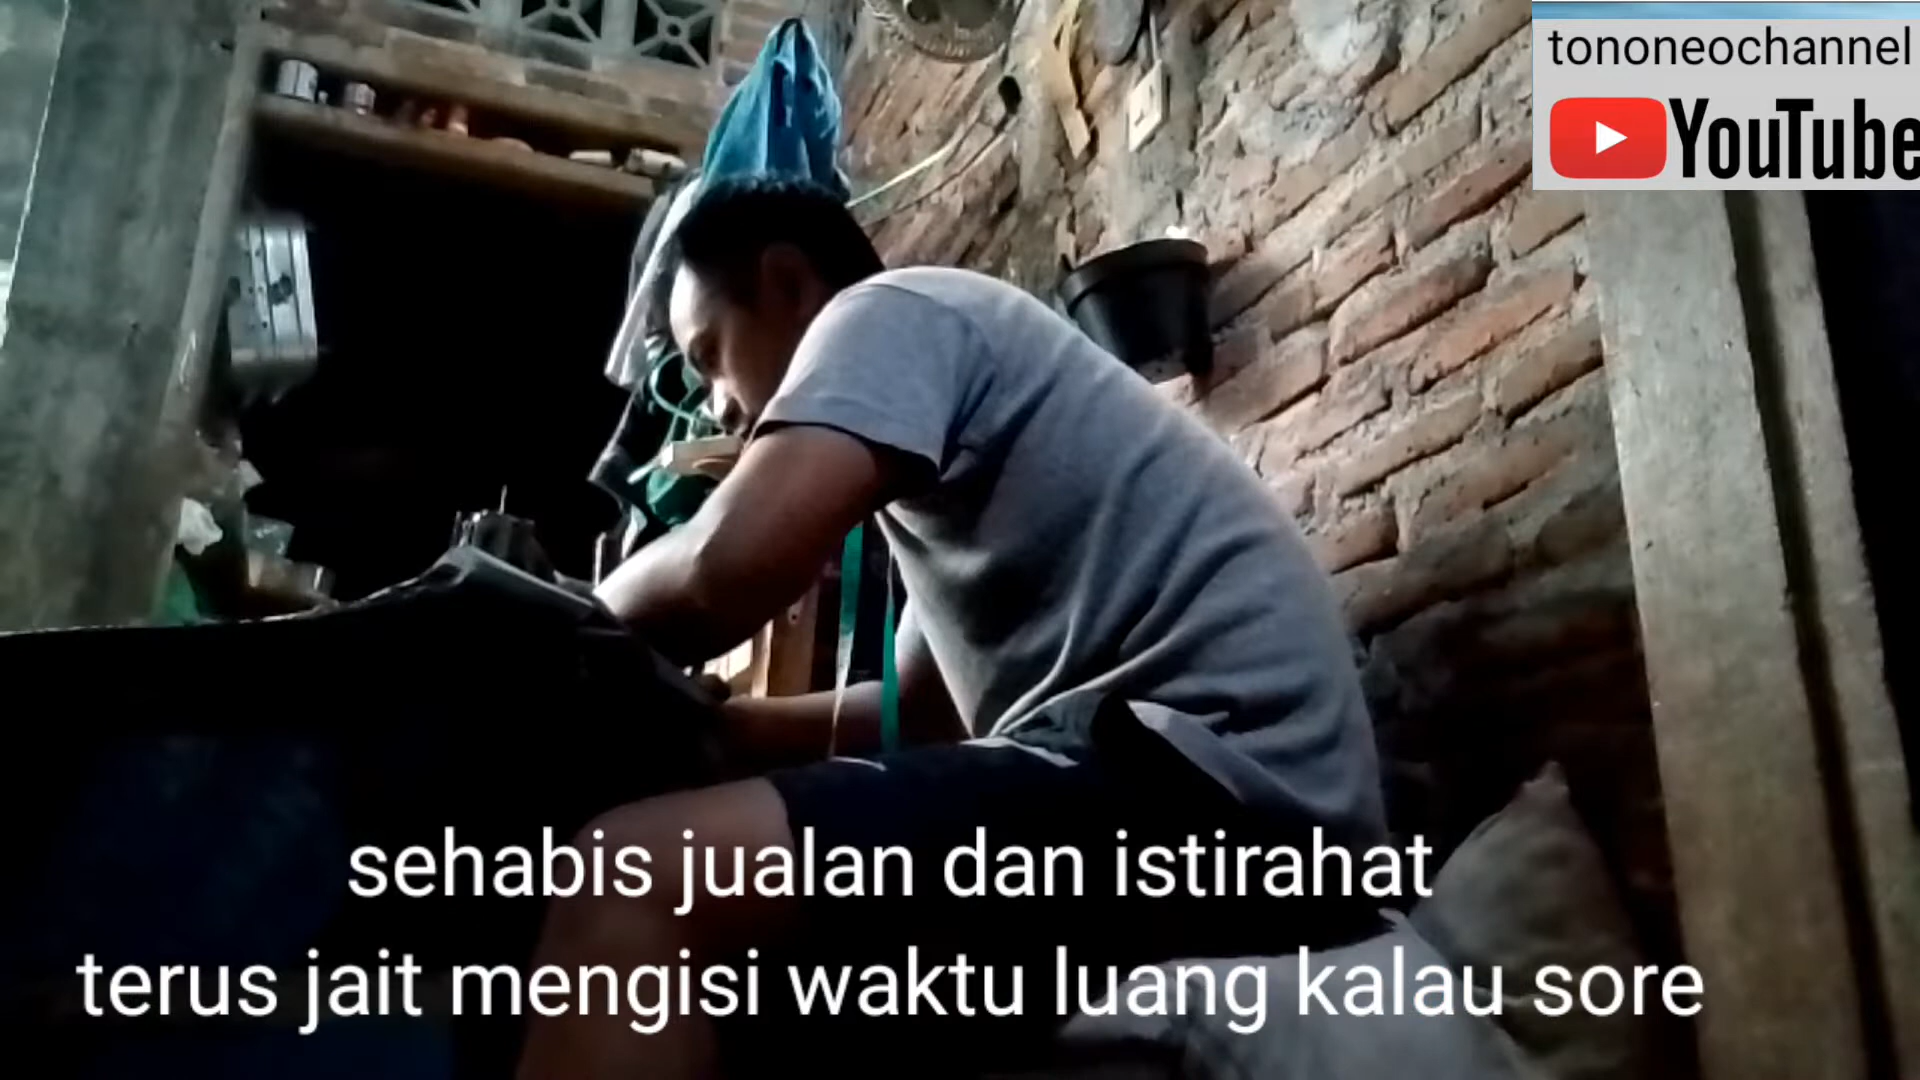 tononeochannel
YouTube
sehabis jualan dan istirahat
terus jait mengisi waktu luang kalau sore